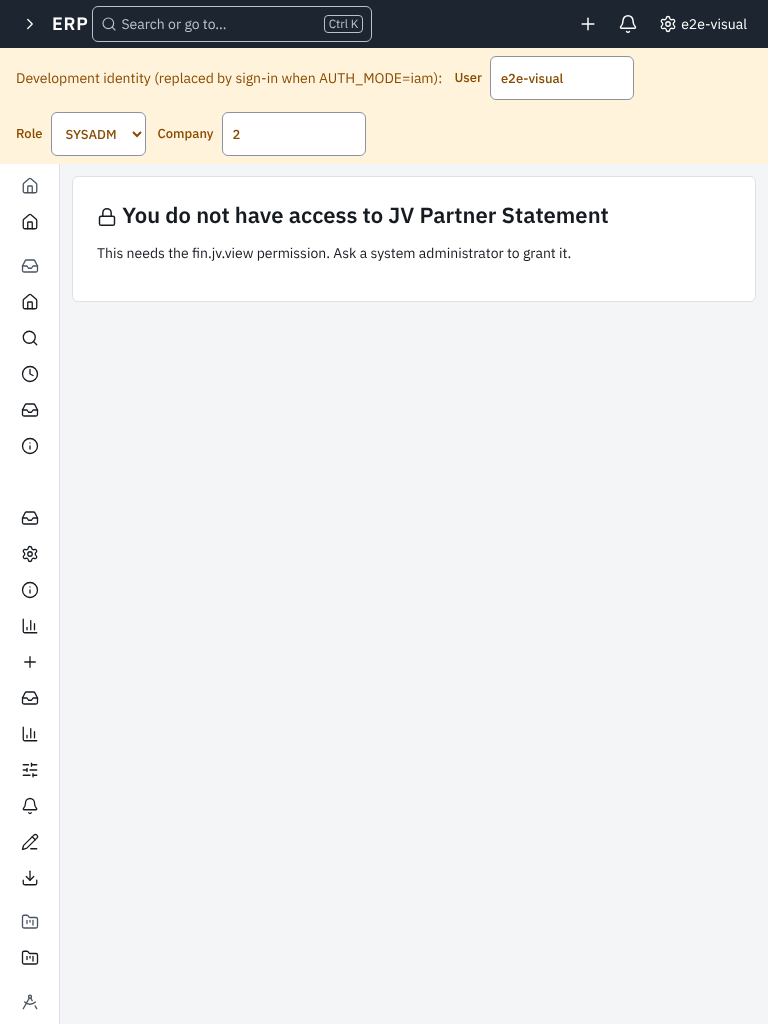 ERP Search or go to... Ctrl K e2e-visual
Development identity (replaced by sign-in when AUTH_MODE=iam): User e2e-visual
Role SYSADM Company 2
You do not have access to JV Partner Statement
This needs the fin.jv.view permission. Ask a system administrator to grant it.